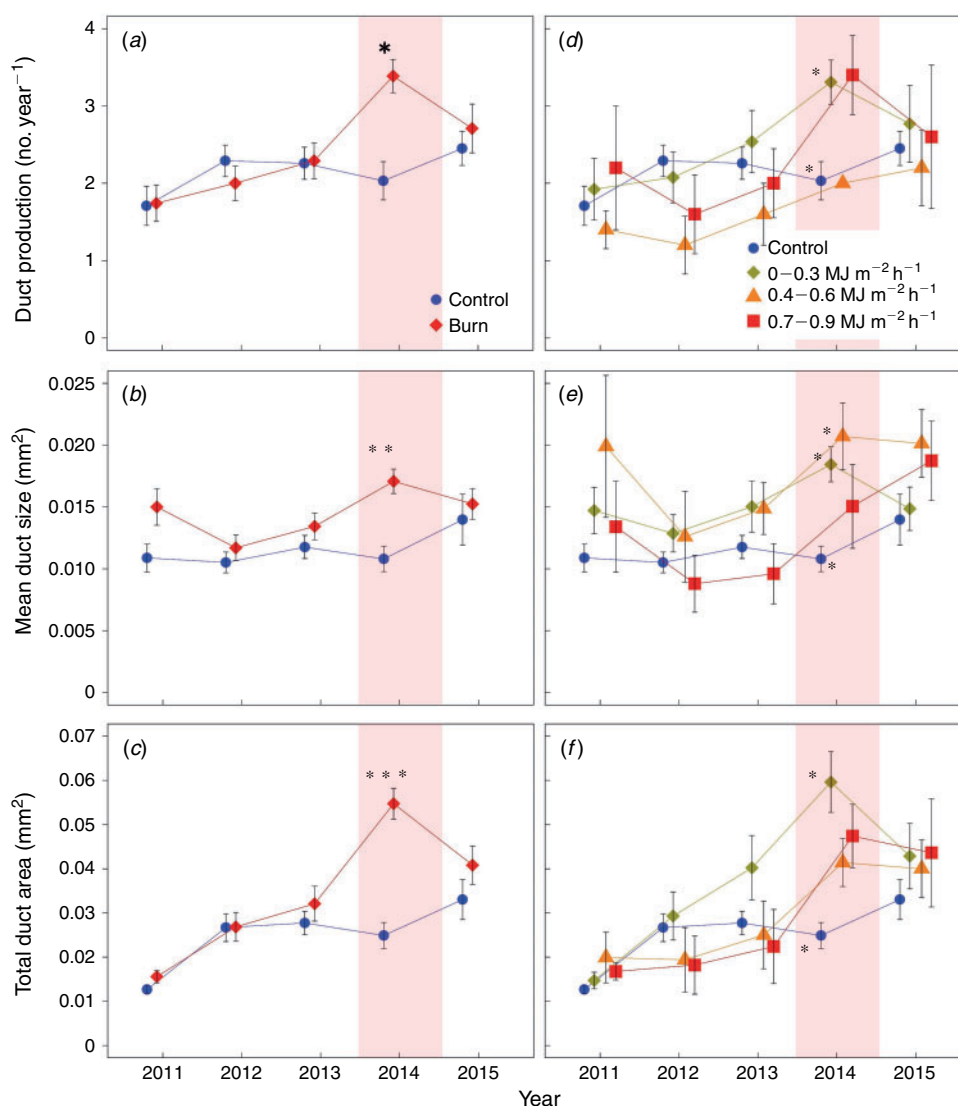 Duct production (no. year−1)
4
3
2
1
0
(a)
*
Control
Burn
(d)
*
*
Control
0−0.3 MJ m−2 h−1
0.4−0.6 MJ m−2 h−1
0.7−0.9 MJ m−2 h−1
Mean duct size (mm2)
0.025
0.020
0.015
0.010
0.005
0
(b)
* *
(e)
*
*
*
Total duct area (mm2)
0.07
0.06
0.05
0.04
0.03
0.02
0.01
0
(c)
* * *
(f)
*
*
2011 2012 2013 2014 2015
2011 2012 2013 2014 2015
Year